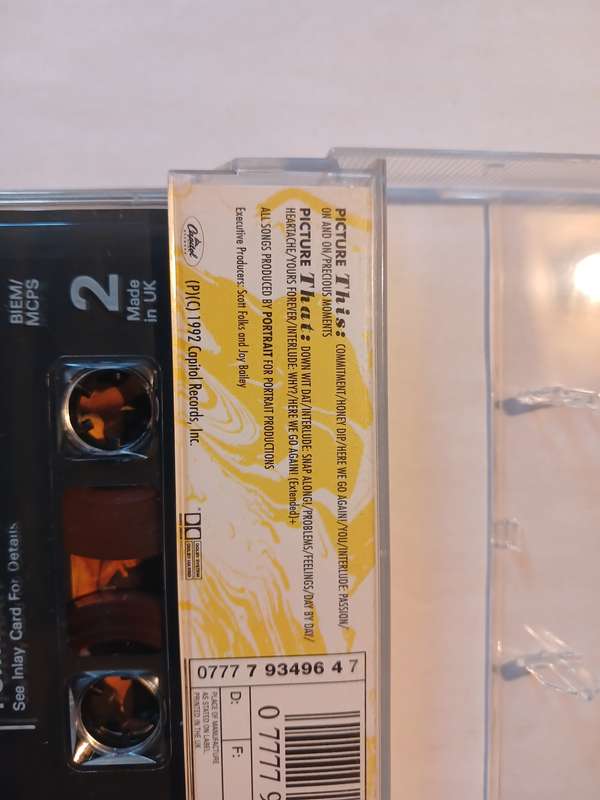 PICTURE This: COMMITMENT/HONEY DIP/HERE WE GO AGAIN!/YOU/INTERLUDE: PASSION/
ON AND ON/PRECIOUS MOMENTS
PICTURE That: DOWN WIT DAT/INTERLUDE: SNAP ALONG!/PROBLEMS/FEELINGS/DAY BY DAY/
HEARTACHE/YOURS FOREVER/INTERLUDE: WHY?/HERE WE GO AGAIN! (Extended)+
ALL SONGS PRODUCED BY PORTRAIT FOR PORTRAIT PRODUCTIONS
Executive Producers: Scott Folks and Joy Bailey
Capitol
(P)(C) 1992 Capitol Records, Inc.
DOLBY SYSTEM
0777 7 93496 4 7
0 7777 9
D:
F:
PLACE OF MANUFACTURE
AS STATED ON LABEL.
PRINTED IN THE UK
BIEM/
MCPS
2
Made
in UK
See Inlay Card For Details